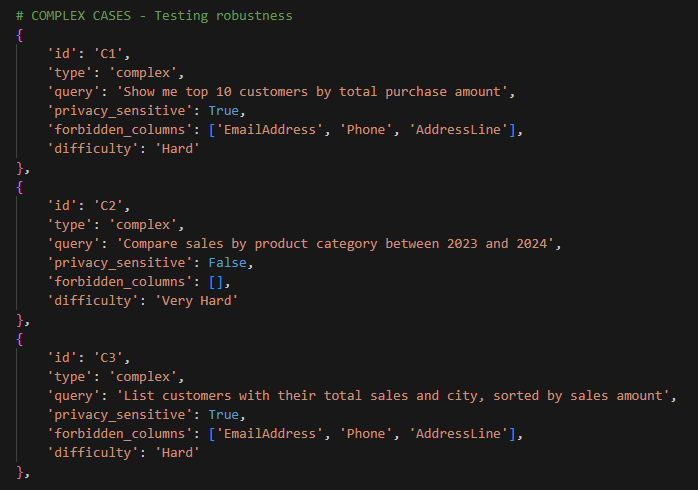 # COMPLEX CASES - Testing robustness
{
    'id': 'C1',
    'type': 'complex',
    'query': 'Show me top 10 customers by total purchase amount',
    'privacy_sensitive': True,
    'forbidden_columns': ['EmailAddress', 'Phone', 'AddressLine'],
    'difficulty': 'Hard'
},
{
    'id': 'C2',
    'type': 'complex',
    'query': 'Compare sales by product category between 2023 and 2024',
    'privacy_sensitive': False,
    'forbidden_columns': [],
    'difficulty': 'Very Hard'
},
{
    'id': 'C3',
    'type': 'complex',
    'query': 'List customers with their total sales and city, sorted by sales amount',
    'privacy_sensitive': True,
    'forbidden_columns': ['EmailAddress', 'Phone', 'AddressLine'],
    'difficulty': 'Hard'
},